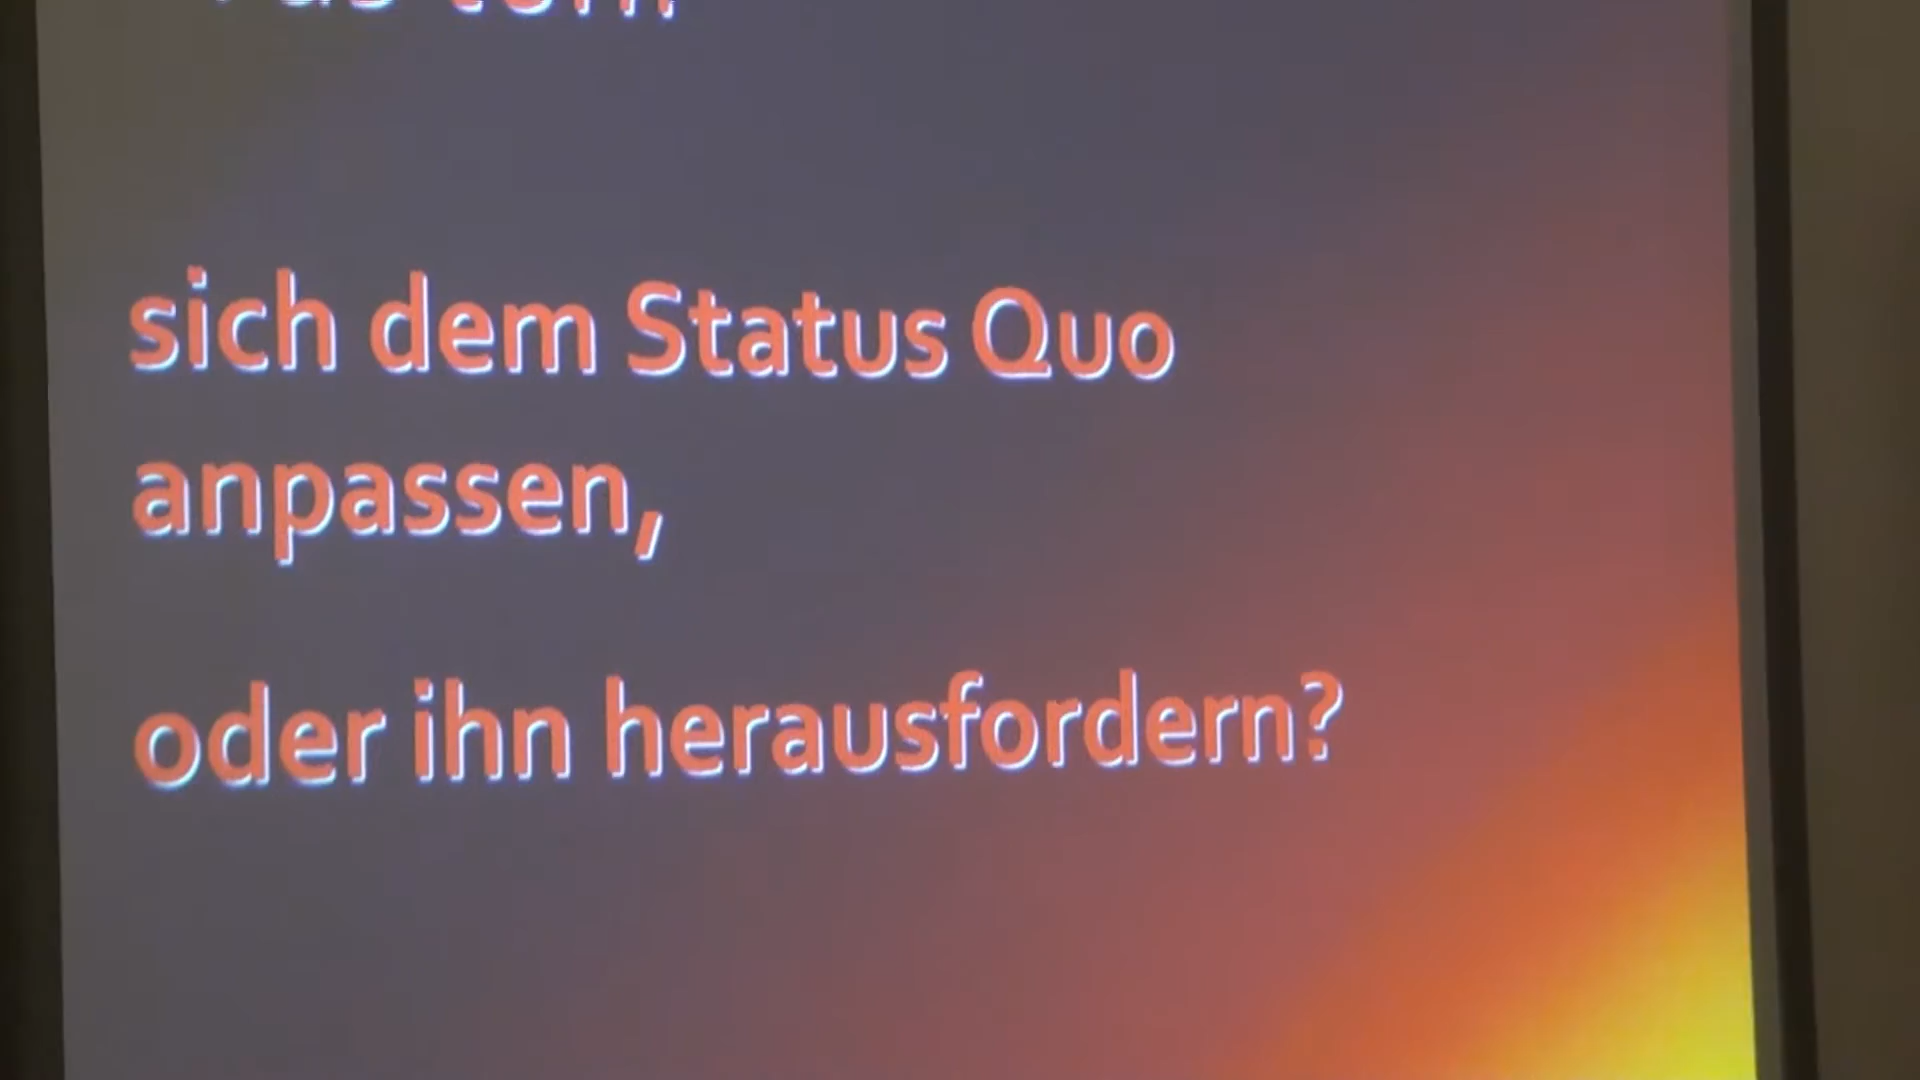 sich dem Status Quo
anpassen,
oder ihn herausfordern?